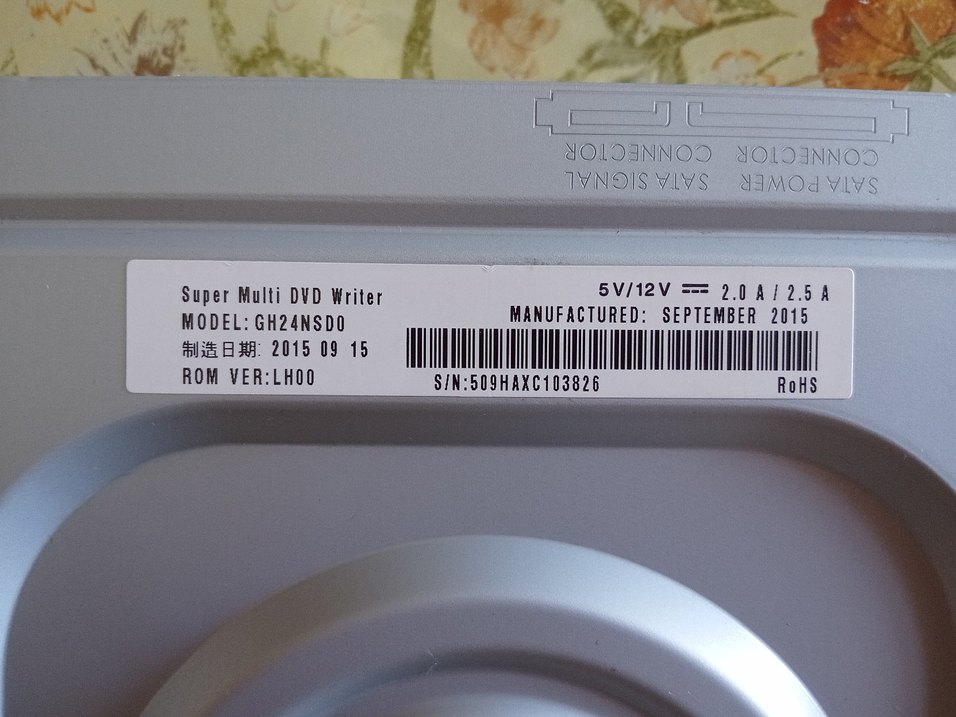 SATA POWER SATA SIGNAL
CONNECTOR CONNECTOR
Super Multi DVD Writer
5V/12V ⎓ 2.0 A / 2.5 A
MODEL: GH24NSD0
MANUFACTURED: SEPTEMBER 2015
制造日期: 2015 09 15
ROM VER:LH00
S/N:509HAXC103826
RoHS